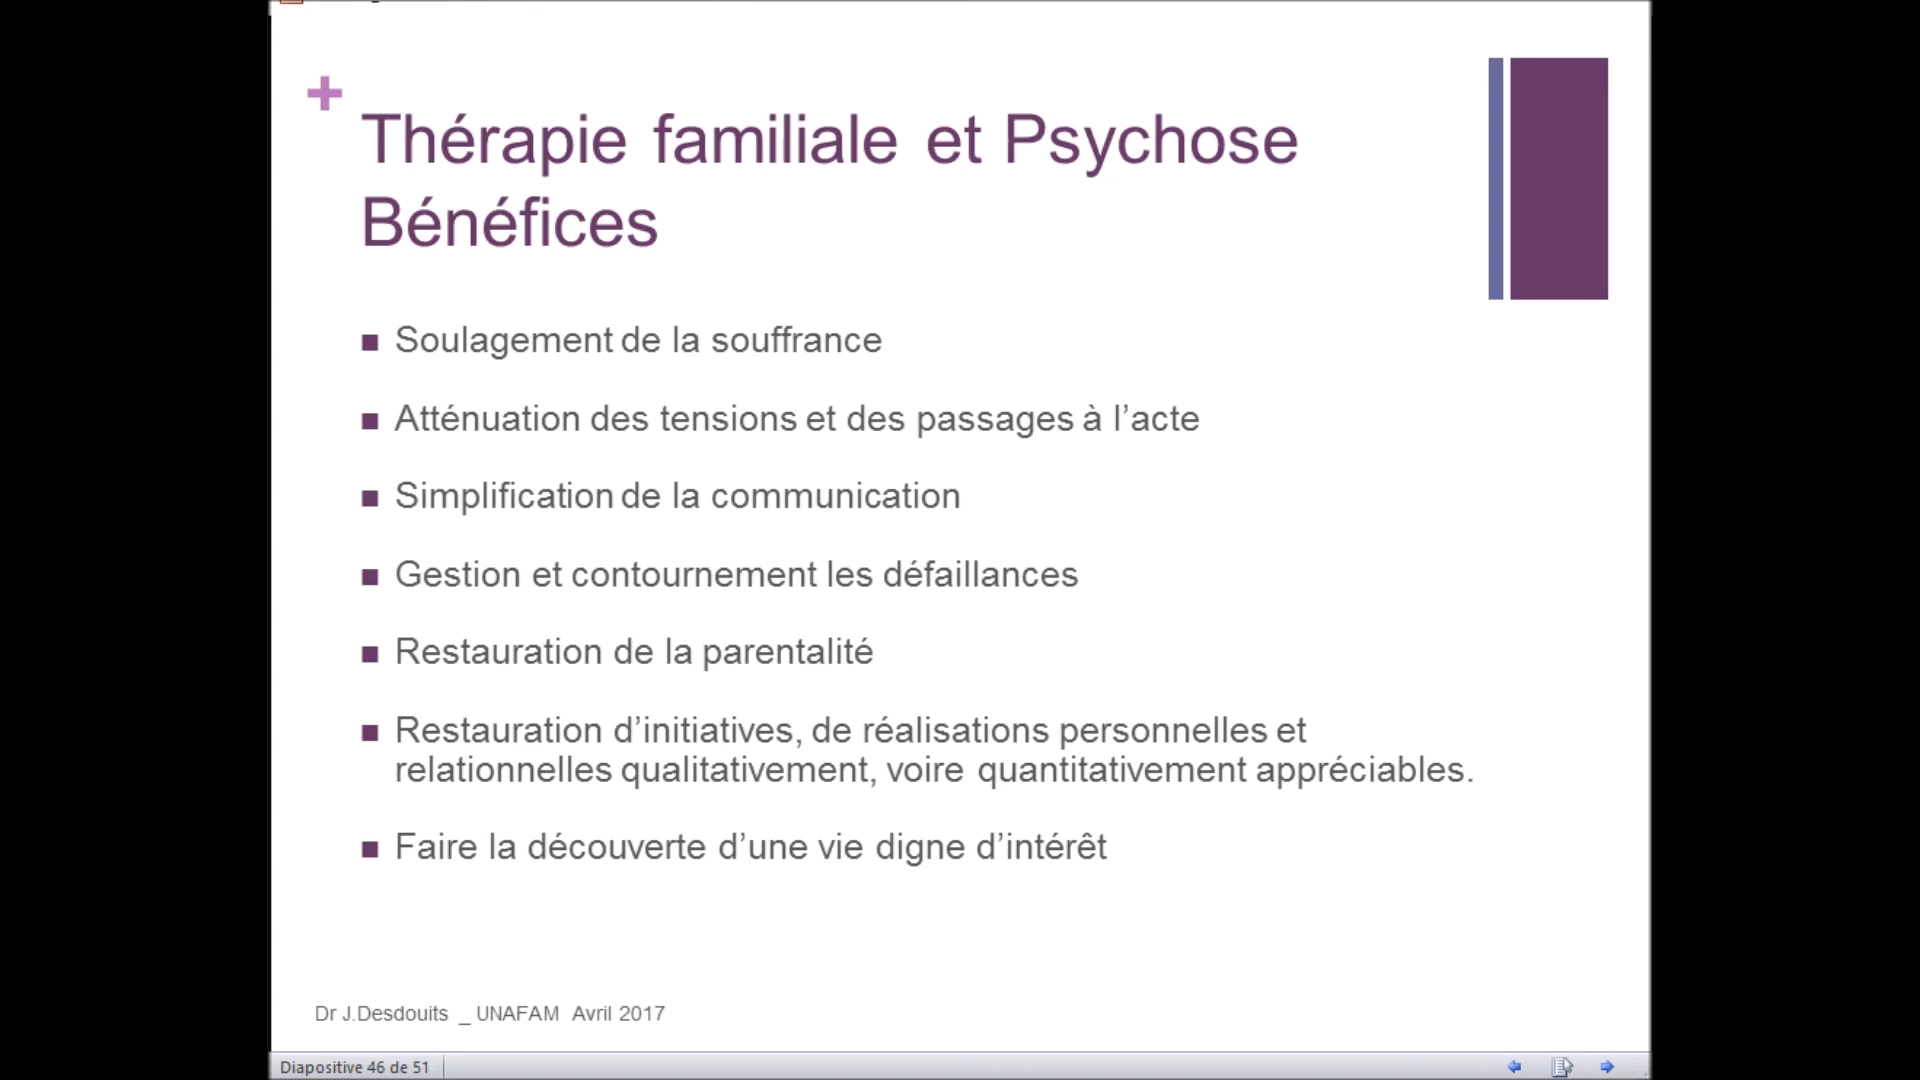 Thérapie familiale et Psychose
Bénéfices
Soulagement de la souffrance
Atténuation des tensions et des passages à l’acte
Simplification de la communication
Gestion et contournement les défaillances
Restauration de la parentalité
Restauration d’initiatives, de réalisations personnelles et
relationnelles qualitativement, voire quantitativement appréciables.
Faire la découverte d’une vie digne d’intérêt
Dr J.Desdouits _ UNAFAM Avril 2017
Diapositive 46 de 51